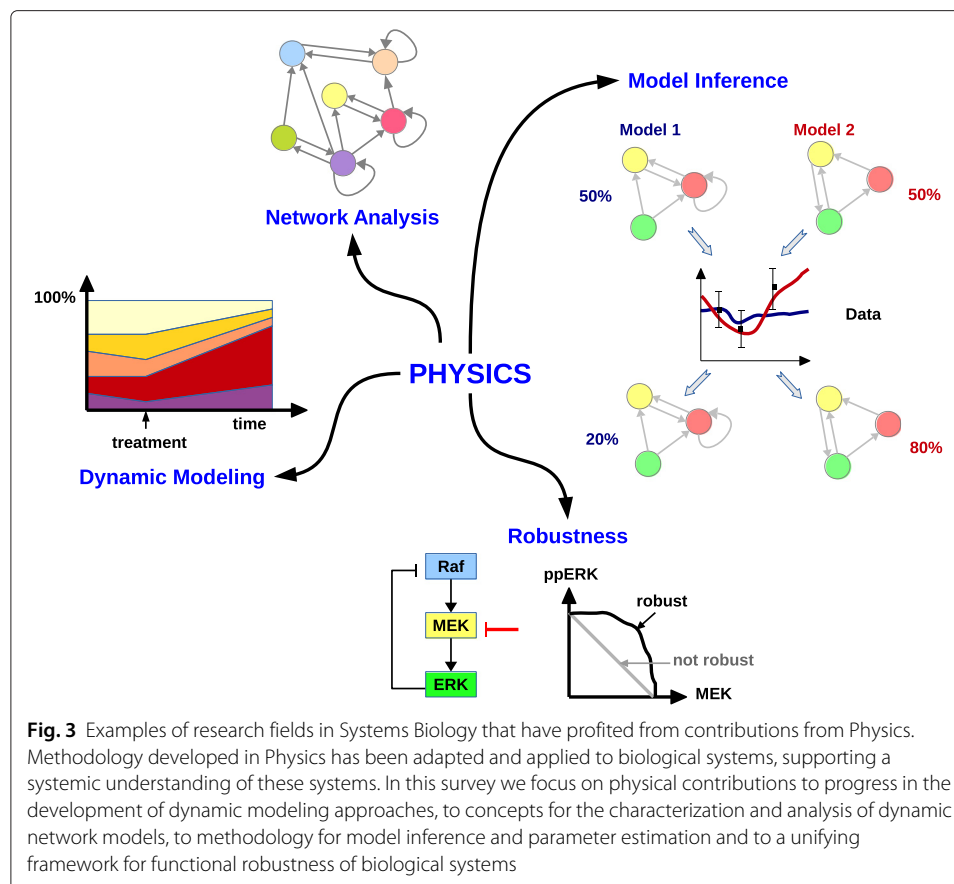 Network Analysis
Model Inference
Model 1
Model 2
50%
50%
Data
20%
80%
100%
time
treatment
Dynamic Modeling
PHYSICS
Robustness
Raf
MEK
ERK
ppERK
robust
not robust
MEK
Fig. 3 Examples of research fields in Systems Biology that have profited from contributions from Physics.
Methodology developed in Physics has been adapted and applied to biological systems, supporting a
systemic understanding of these systems. In this survey we focus on physical contributions to progress in the
development of dynamic modeling approaches, to concepts for the characterization and analysis of dynamic
network models, to methodology for model inference and parameter estimation and to a unifying
framework for functional robustness of biological systems